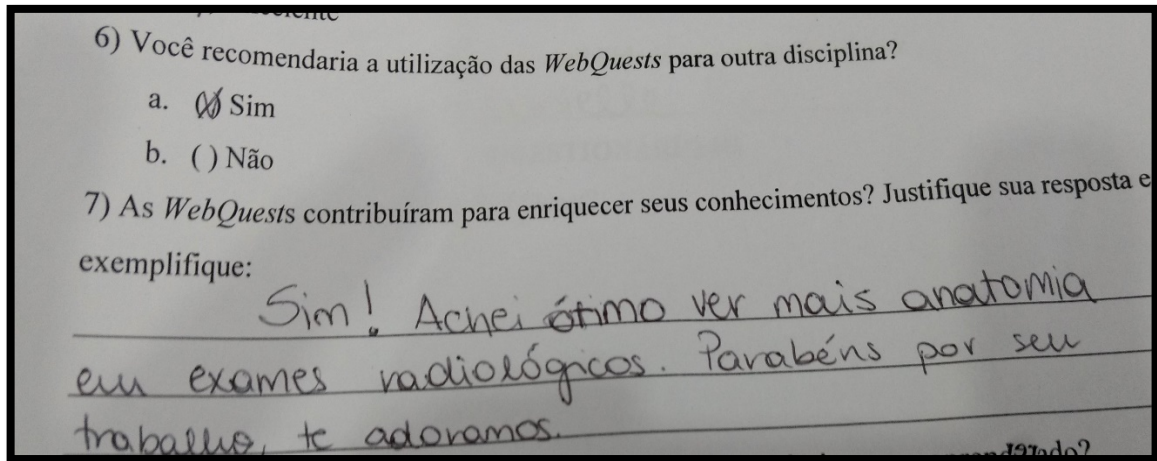 6) Você recomendaria a utilização das WebQuests para outra disciplina?
a. (X) Sim
b. ( ) Não
7) As WebQuests contribuíram para enriquecer seus conhecimentos? Justifique sua resposta e
exemplifique:
Sim! Achei ótimo ver mais anatomia
em exames radiológicos. Parabéns por seu
trabalho, te adoramos.